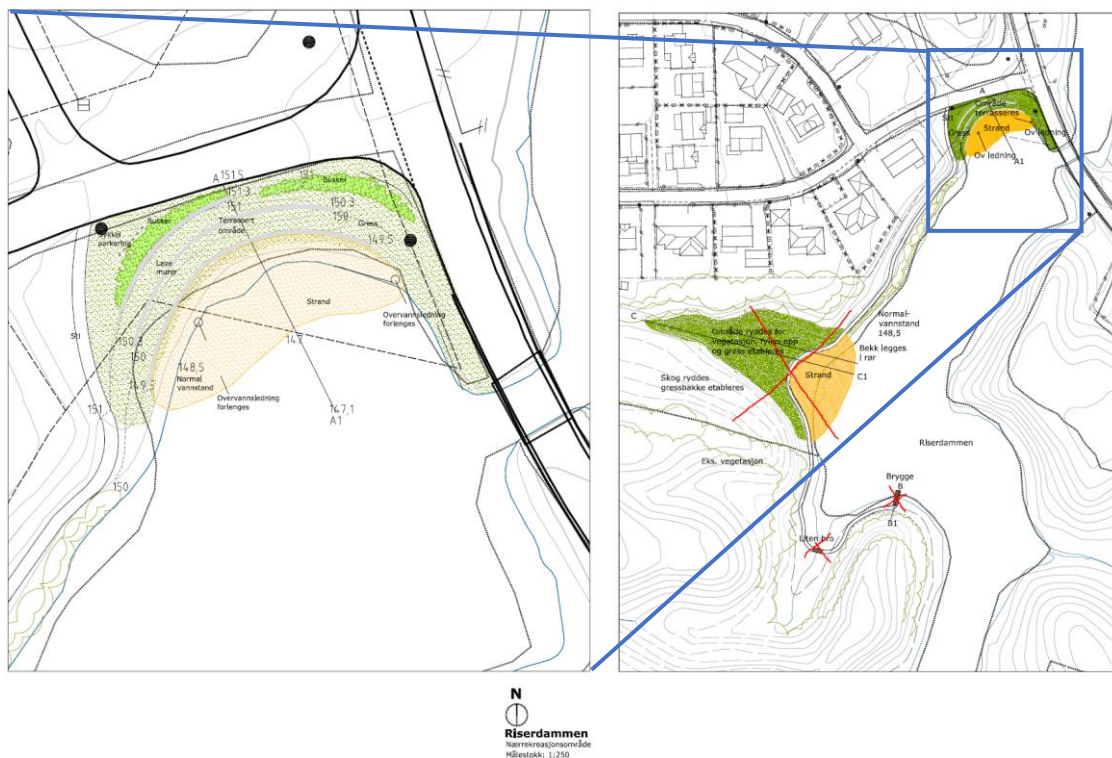 A
151,5
151,3
151
151
Busker
150,3
150
Busker
Terrassert
område
Gress
149,5
Sykkel
parkering
Lave
murer
Sti
150,3
150
149,5
Strand
Overvannsledning
forlenges
147
148,5
Normal
vannstand
Overvannsledning
forlenges
151
147,1
A1
150
A
Område
terrasseres
Sti
Gress
Strand
Ov ledning
Ov ledning
A1
C
Område ryddes for
vegetasjon, fylles opp
og gress etableres
Normal-
vannstand
148,5
Bekk legges
i rør
C1
Strand
Skog ryddes
gressbakke etableres
Riserdammen
Eks. vegetasjon
Brygge
B
B1
Liten bro
N
Riserdammen
Nærrekreasjonsområde
Målestokk: 1:250